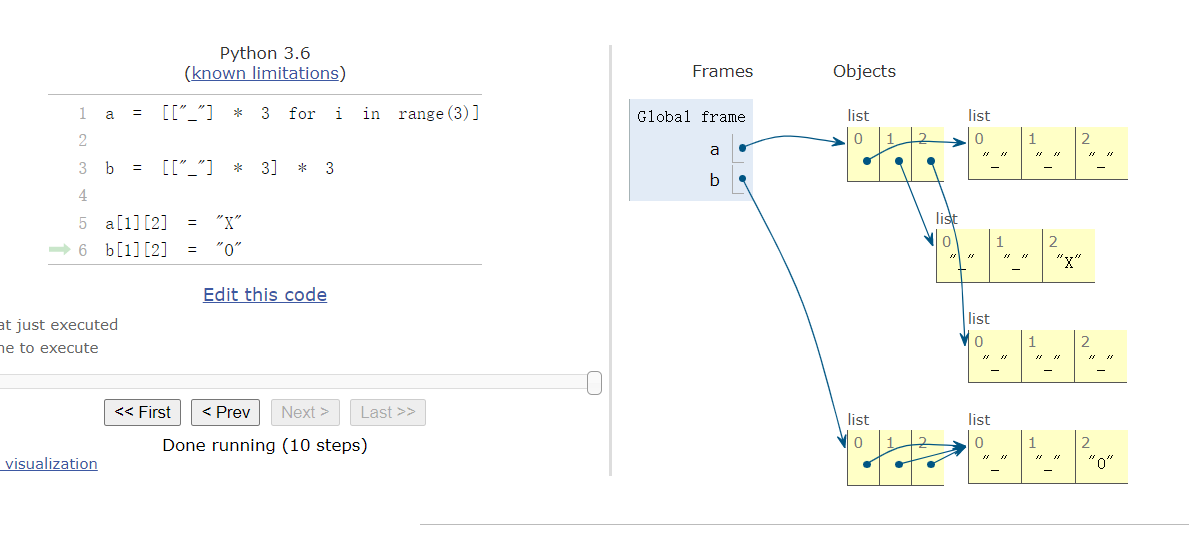 Python 3.6
(known limitations)
1 a = [["_"] * 3 for i in range(3)]
2
3 b = [["_"] * 3] * 3
4
5 a[1][2] = "X"
6 b[1][2] = "O"
Edit this code
at just executed
ne to execute
<< First < Prev Next > Last >>
Done running (10 steps)
visualization
Frames Objects
Global frame
a
b
list
0 1 2
list
0 1 2
"_" "_" "_"
list
0 1 2
"_" "_" "X"
list
0 1 2
"_" "_" "_"
list
0 1 2
list
0 1 2
"_" "_" "O"